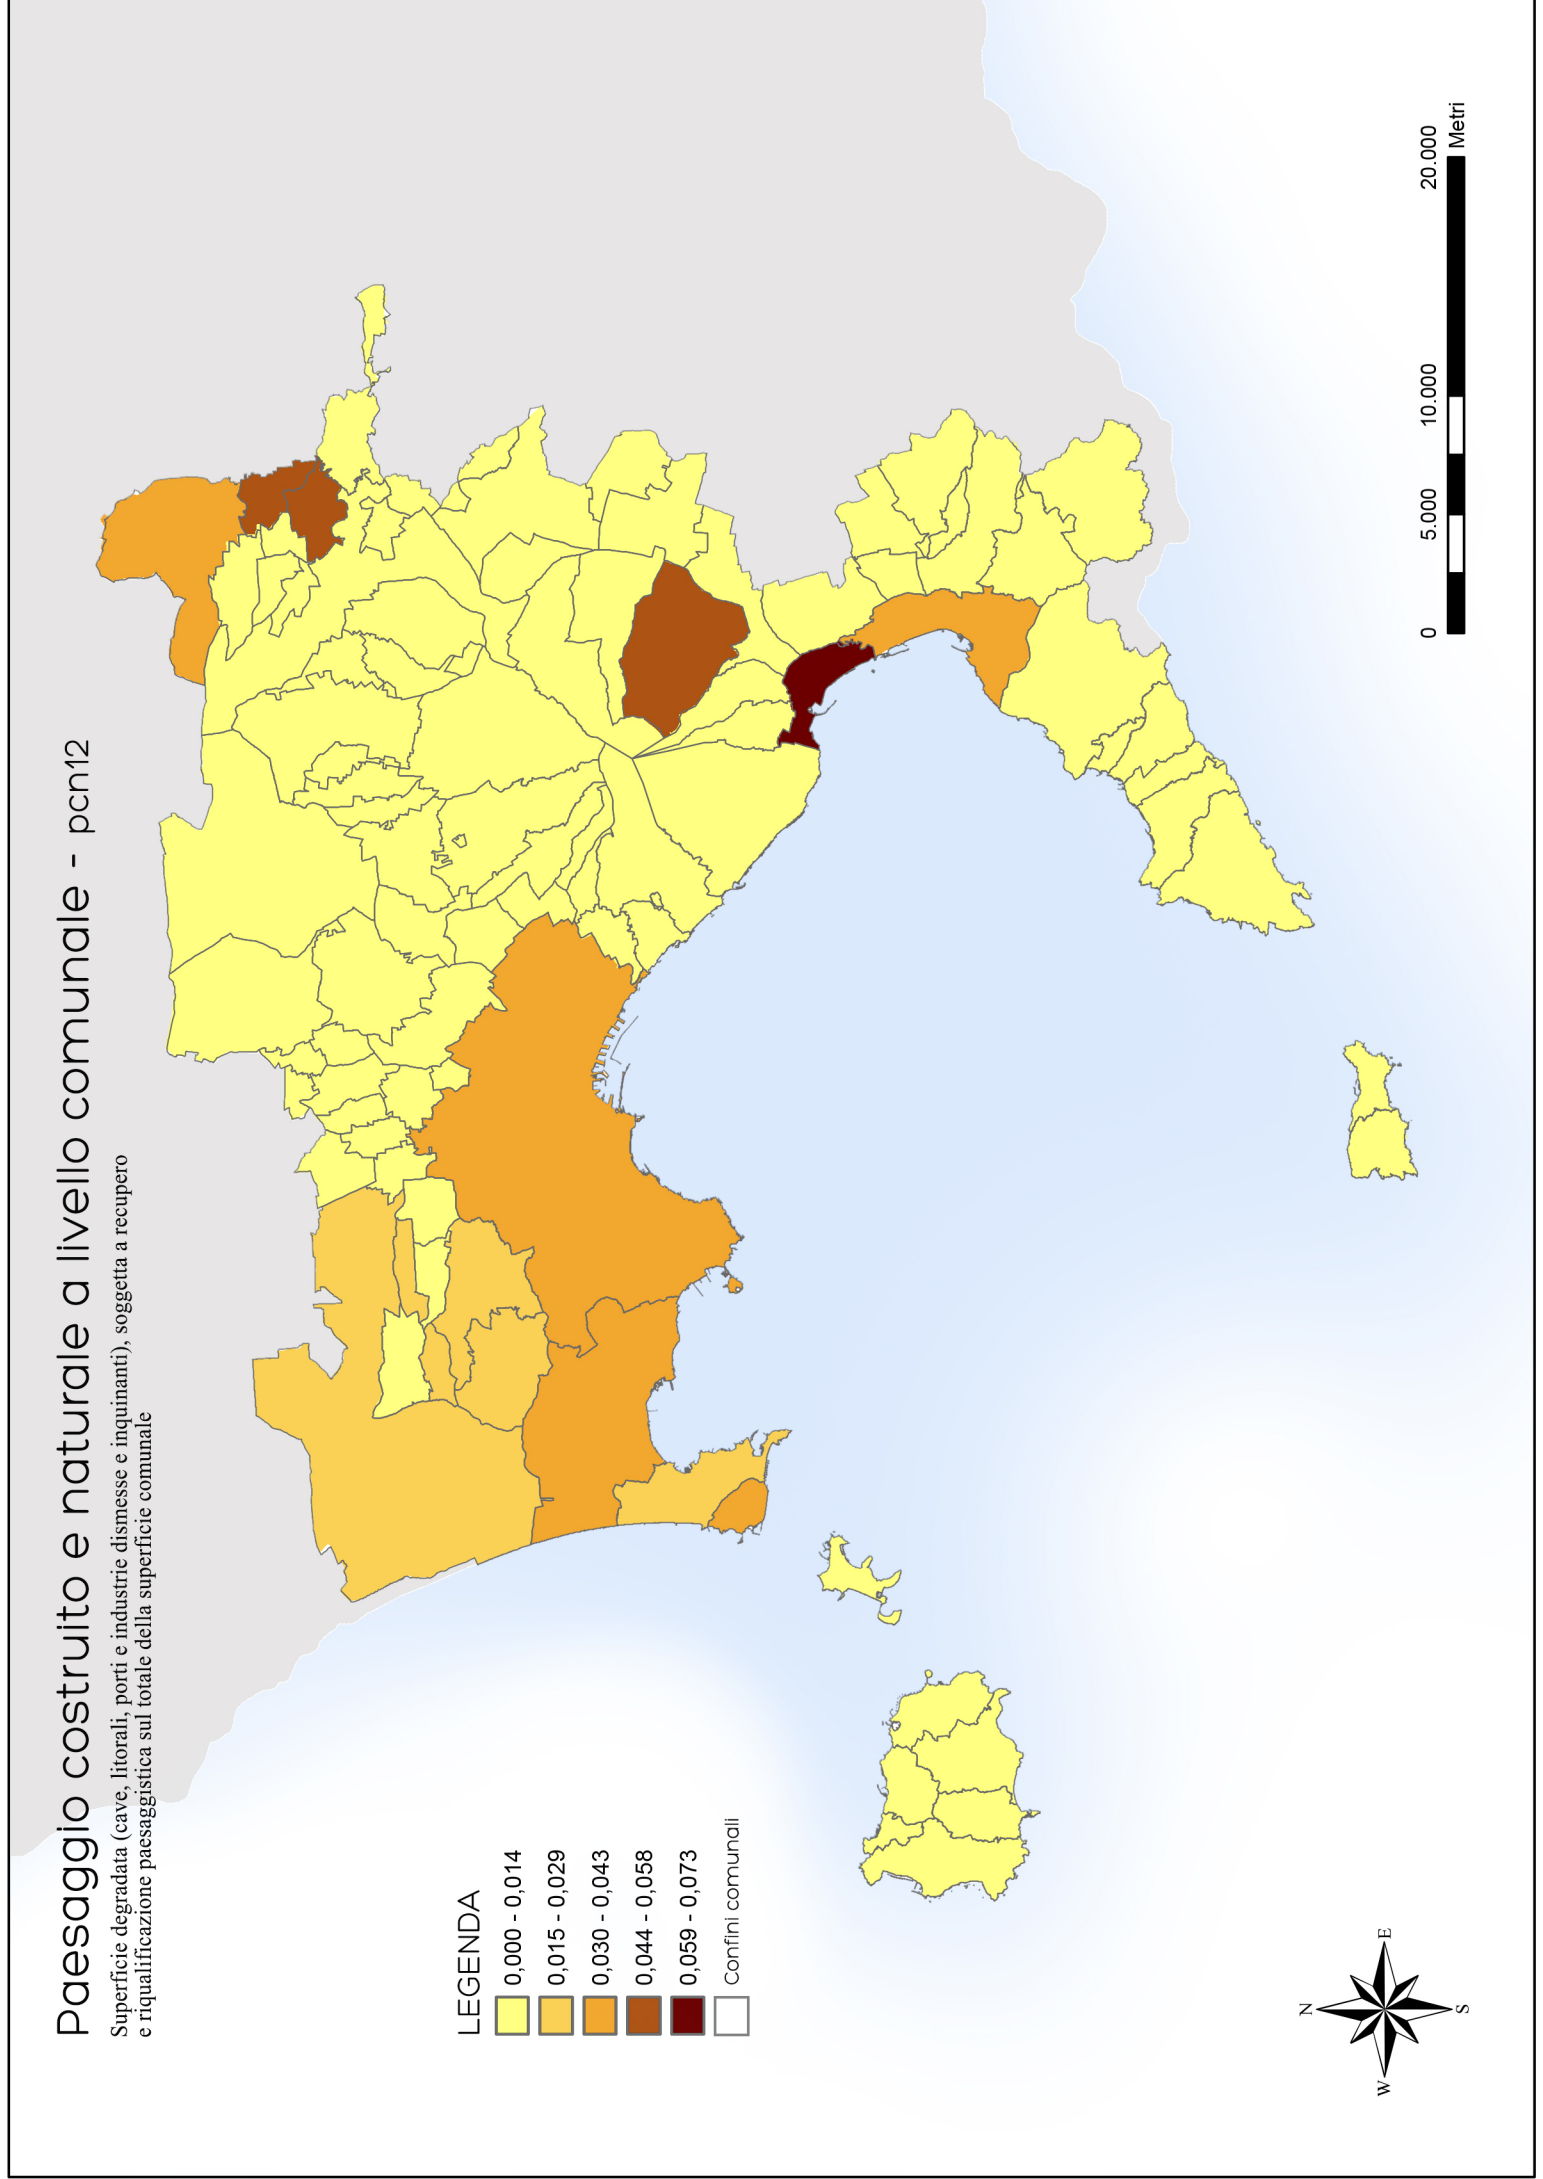 Paesaggio costruito e naturale a livello comunale - pcn12
Superficie degradata (cave, litorali, porti e industrie dismesse e inquinanti), soggetta a recupero
e riqualificazione paesaggistica sul totale della superficie comunale
LEGENDA
0,000 - 0,014
0,015 - 0,029
0,030 - 0,043
0,044 - 0,058
0,059 - 0,073
Confini comunali
N
W
E
S
0 5.000 10.000 20.000
Metri